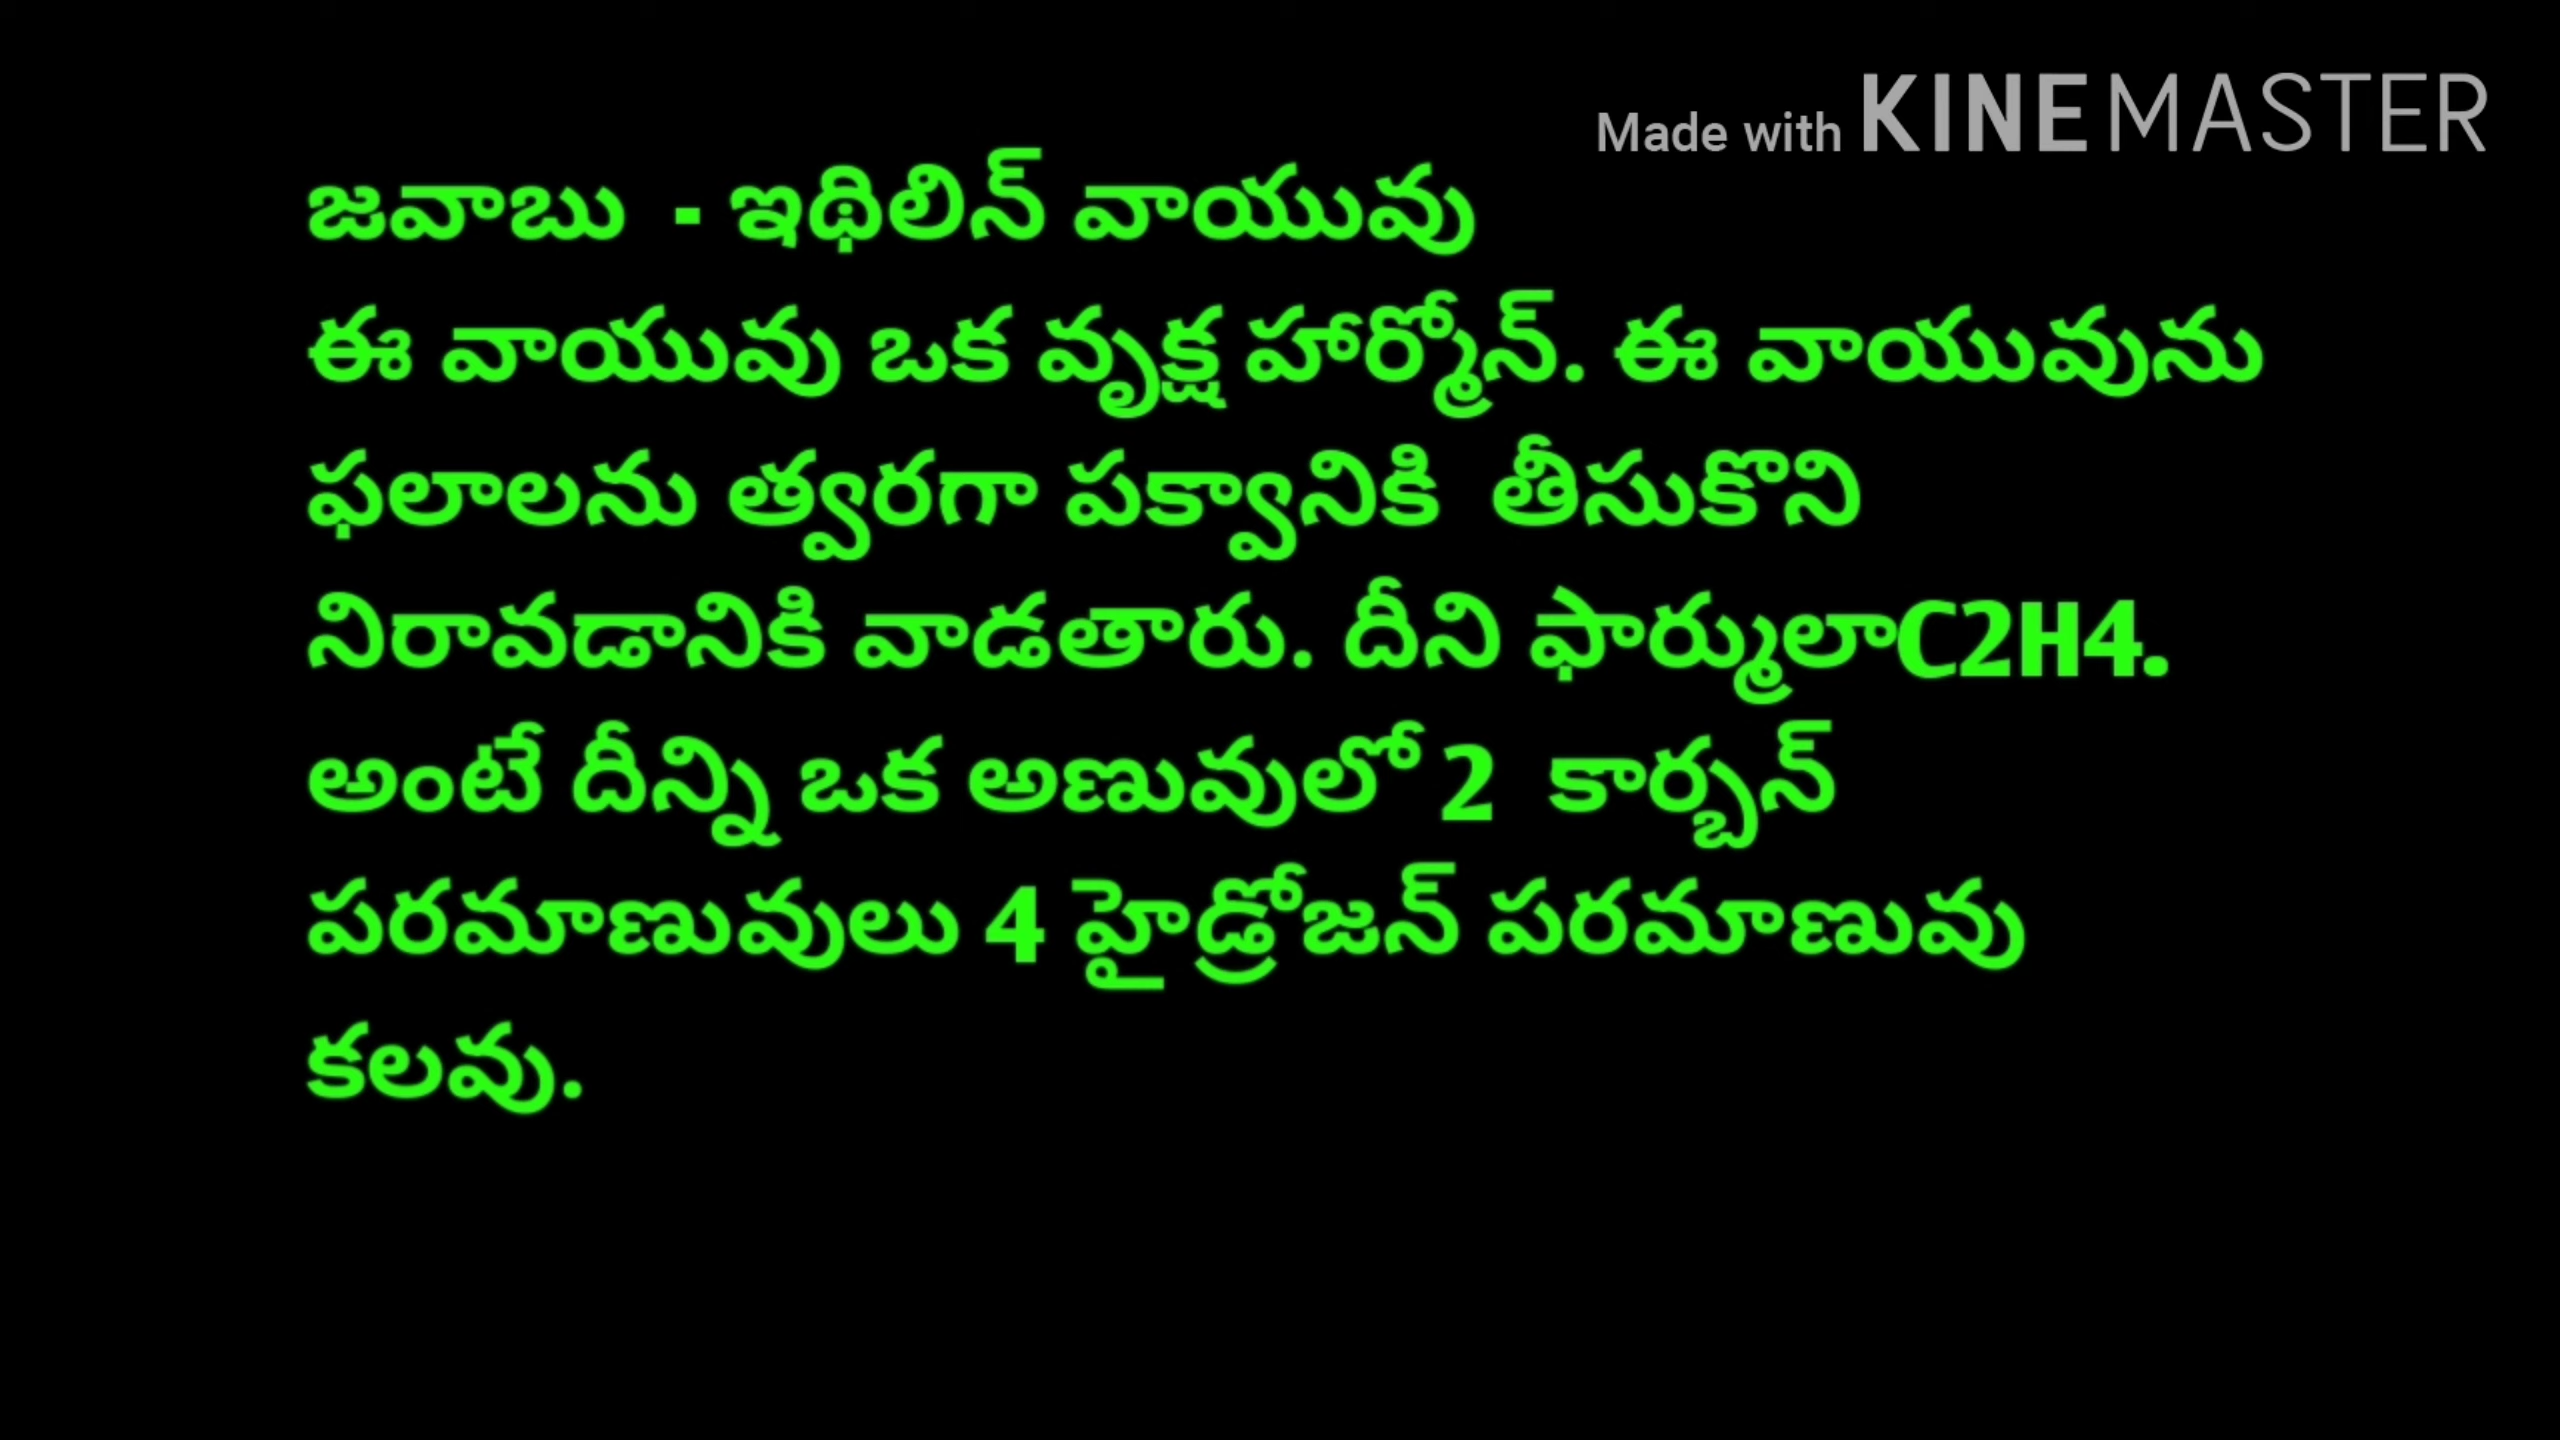 Made with KINEMASTER
జవాబు - ఇథిలిన్ వాయువు
ఈ వాయువు ఒక వృక్ష హార్మోన్. ఈ వాయువును
ఫలాలను త్వరగా పక్వానికి తీసుకొని
నిరావడానికి వాడతారు. దీని ఫార్ములాC2H4.
అంటే దీన్ని ఒక అణువులో 2 కార్బన్
పరమాణువులు 4 హైడ్రోజన్ పరమాణువు
కలవు.